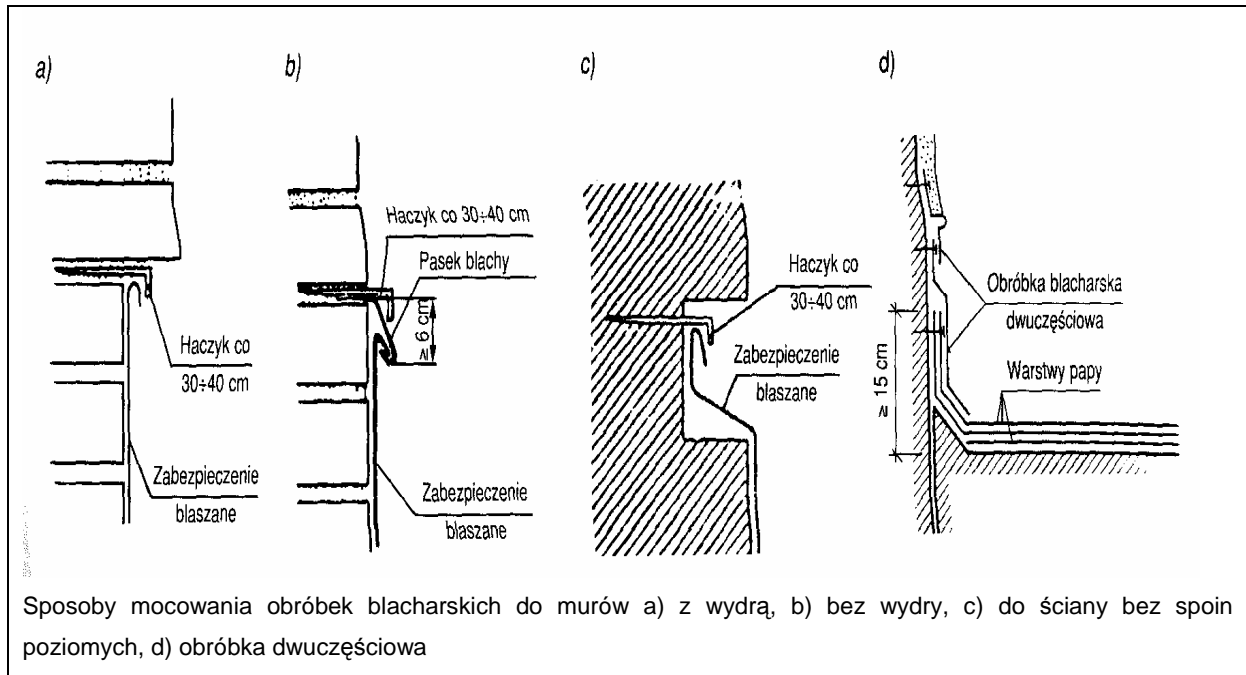 a)
Haczyk co
30÷40 cm
Zabezpieczenie
blaszane
b)
Haczyk co 30÷40 cm
Pasek blachy
≥ 6 cm
Zabezpieczenie
blaszane
c)
Haczyk co
30÷40 cm
Zabezpieczenie
blaszane
d)
Obróbka blacharska
dwuczęściowa
Warstwy papy
≥ 15 cm
Sposoby mocowania obróbek blacharskich do murów a) z wydrą, b) bez wydry, c) do ściany bez spoin
poziomych, d) obróbka dwuczęściowa